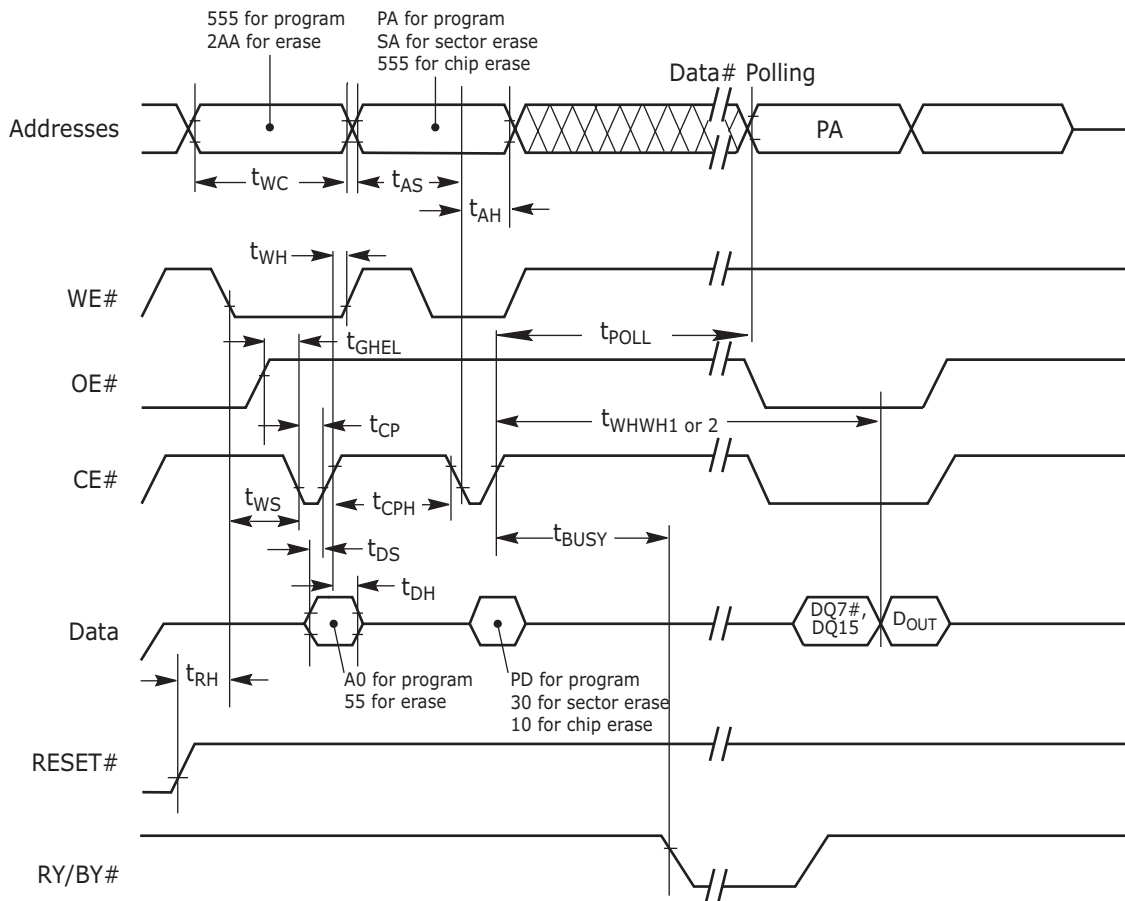 555 for program
2AA for erase
PA for program
SA for sector erase
555 for chip erase
Data# Polling
Addresses
PA
tWC
tAS
tAH
tWH
WE#
tPOLL
tGHEL
OE#
tWHWH1 or 2
tCP
CE#
tWS
tCPH
tBUSY
tDS
tDH
Data
DQ7#,
DQ15
DOUT
tRH
A0 for program
55 for erase
PD for program
30 for sector erase
10 for chip erase
RESET#
RY/BY#